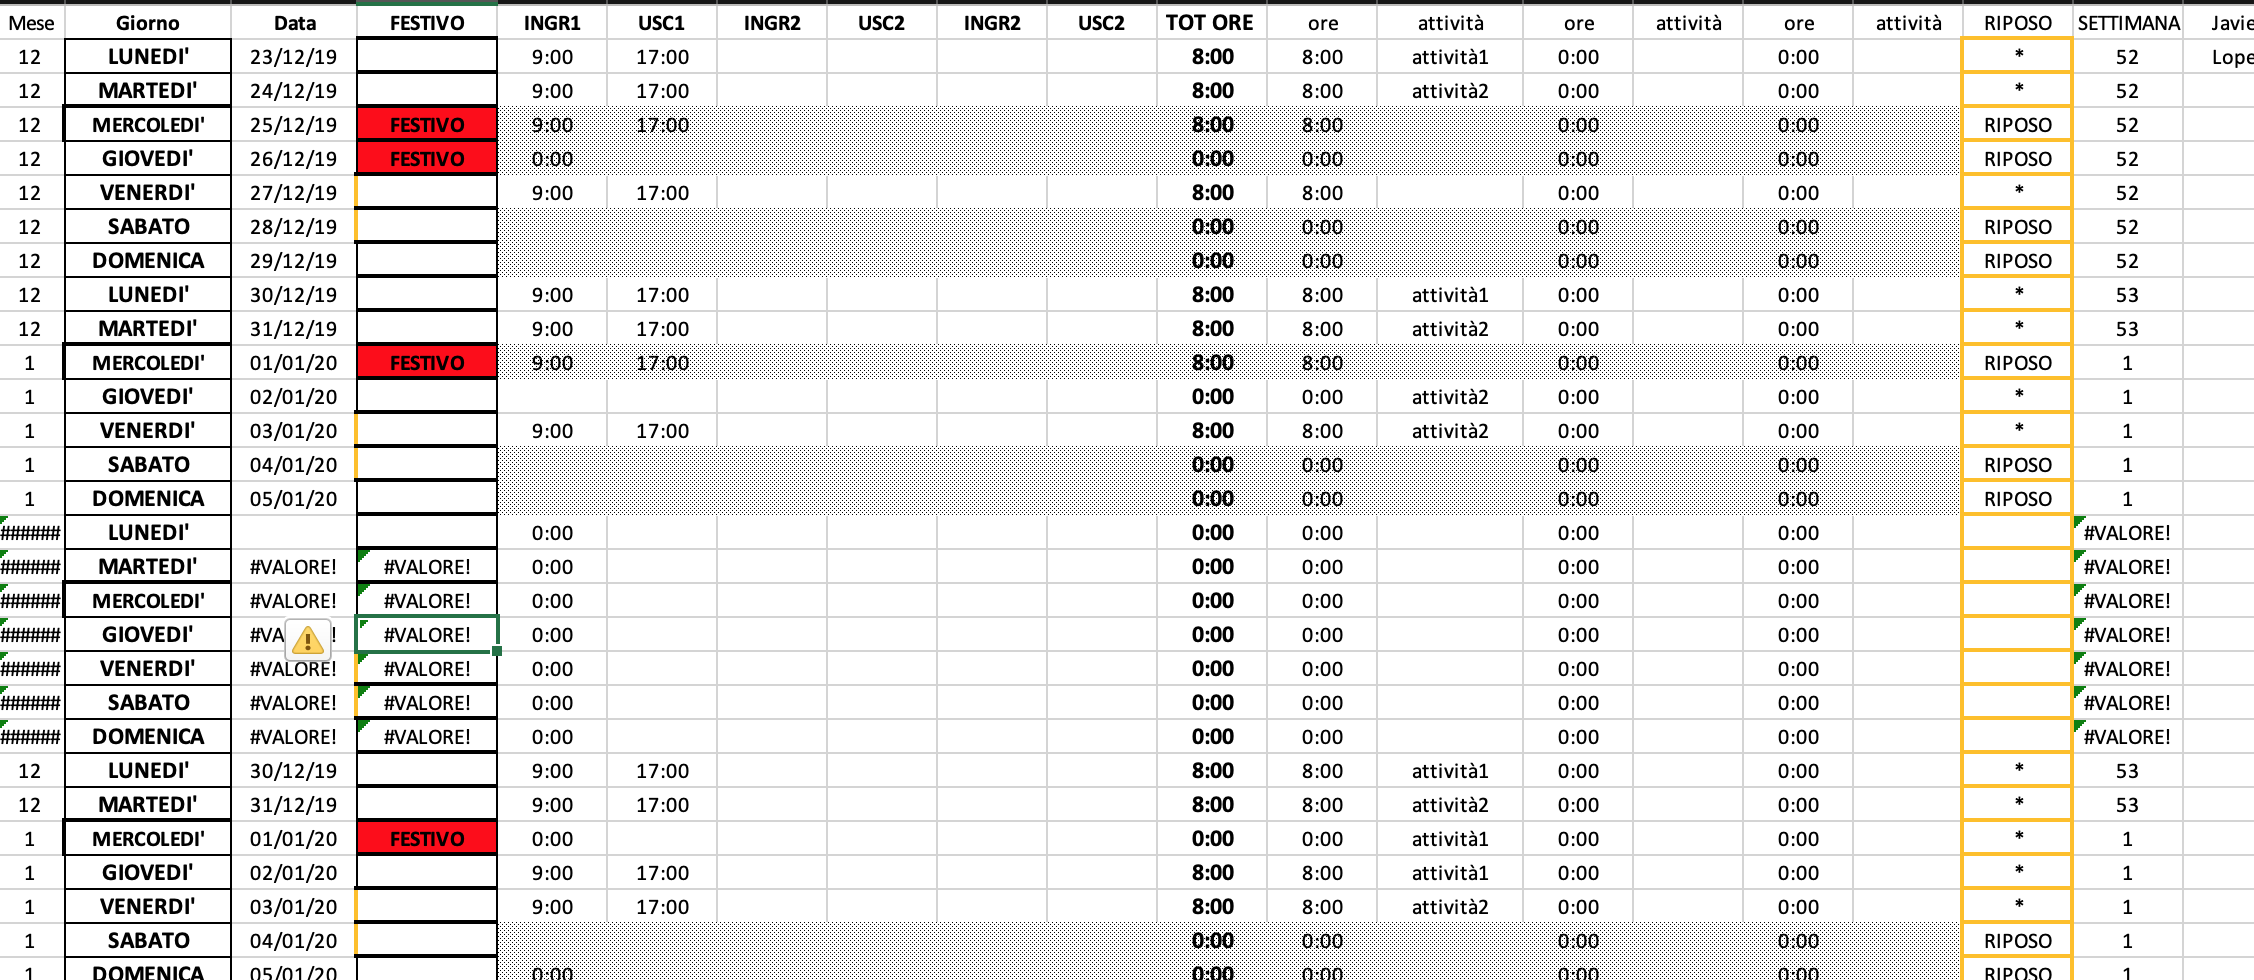 Mese Giorno Data FESTIVO INGR1 USC1 INGR2 USC2 INGR2 USC2 TOT ORE ore attività ore attività ore attività RIPOSO SETTIMANA Javie
12 LUNEDI' 23/12/19 9:00 17:00 8:00 8:00 attività1 0:00 0:00 * 52 Lope
12 MARTEDI' 24/12/19 9:00 17:00 8:00 8:00 attività2 0:00 0:00 * 52
12 MERCOLEDI' 25/12/19 FESTIVO 9:00 17:00 8:00 8:00 0:00 0:00 RIPOSO 52
12 GIOVEDI' 26/12/19 FESTIVO 0:00 0:00 0:00 0:00 0:00 RIPOSO 52
12 VENERDI' 27/12/19 9:00 17:00 8:00 8:00 0:00 0:00 * 52
12 SABATO 28/12/19 0:00 0:00 0:00 0:00 RIPOSO 52
12 DOMENICA 29/12/19 0:00 0:00 0:00 0:00 RIPOSO 52
12 LUNEDI' 30/12/19 9:00 17:00 8:00 8:00 attività1 0:00 0:00 * 53
12 MARTEDI' 31/12/19 9:00 17:00 8:00 8:00 attività2 0:00 0:00 * 53
1 MERCOLEDI' 01/01/20 FESTIVO 9:00 17:00 8:00 8:00 0:00 0:00 RIPOSO 1
1 GIOVEDI' 02/01/20 0:00 0:00 attività2 0:00 0:00 * 1
1 VENERDI' 03/01/20 9:00 17:00 8:00 8:00 attività2 0:00 0:00 * 1
1 SABATO 04/01/20 0:00 0:00 0:00 0:00 RIPOSO 1
1 DOMENICA 05/01/20 0:00 0:00 0:00 0:00 RIPOSO 1
###### LUNEDI' 0:00 0:00 0:00 0:00 0:00 #VALORE!
###### MARTEDI' #VALORE! #VALORE! 0:00 0:00 0:00 0:00 0:00 #VALORE!
###### MERCOLEDI' #VALORE! #VALORE! 0:00 0:00 0:00 0:00 0:00 #VALORE!
###### GIOVEDI' #VA ! #VALORE! 0:00 0:00 0:00 0:00 0:00 #VALORE!
###### VENERDI' #VALORE! #VALORE! 0:00 0:00 0:00 0:00 0:00 #VALORE!
###### SABATO #VALORE! #VALORE! 0:00 0:00 0:00 0:00 0:00 #VALORE!
###### DOMENICA #VALORE! #VALORE! 0:00 0:00 0:00 0:00 0:00 #VALORE!
12 LUNEDI' 30/12/19 9:00 17:00 8:00 8:00 attività1 0:00 0:00 * 53
12 MARTEDI' 31/12/19 9:00 17:00 8:00 8:00 attività2 0:00 0:00 * 53
1 MERCOLEDI' 01/01/20 FESTIVO 0:00 0:00 0:00 attività1 0:00 0:00 * 1
1 GIOVEDI' 02/01/20 9:00 17:00 8:00 8:00 attività1 0:00 0:00 * 1
1 VENERDI' 03/01/20 9:00 17:00 8:00 8:00 attività2 0:00 0:00 * 1
1 SABATO 04/01/20 0:00 0:00 0:00 0:00 RIPOSO 1
1 DOMENICA 05/01/20 0:00 0:00 0:00 0:00 0:00 RIPOSO 1